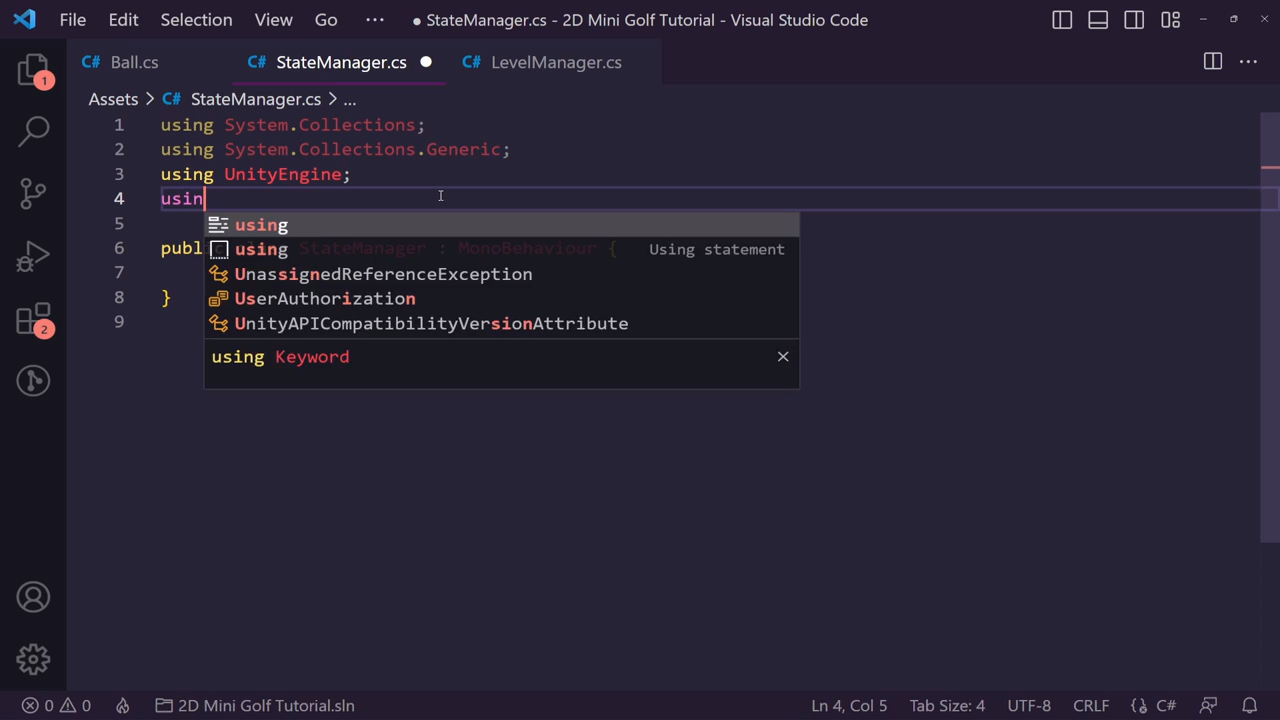 File Edit Selection View Go ··· ● StateManager.cs - 2D Mini Golf Tutorial - Visual Studio Code
C# Ball.cs C# StateManager.cs ● C# LevelManager.cs ···
1
Assets > C# StateManager.cs > ...
1 using System.Collections;
2 using System.Collections.Generic;
3 using UnityEngine;
4 usin
5 using
6 publ StateManager : MonoBehaviour {
using Using statement
7 UnassignedReferenceException
8 } UserAuthorization
9 UnityAPICompatibilityVersionAttribute
2
using Keyword
0 0 2D Mini Golf Tutorial.sln Ln 4, Col 5 Tab Size: 4 UTF-8 CRLF {} C#